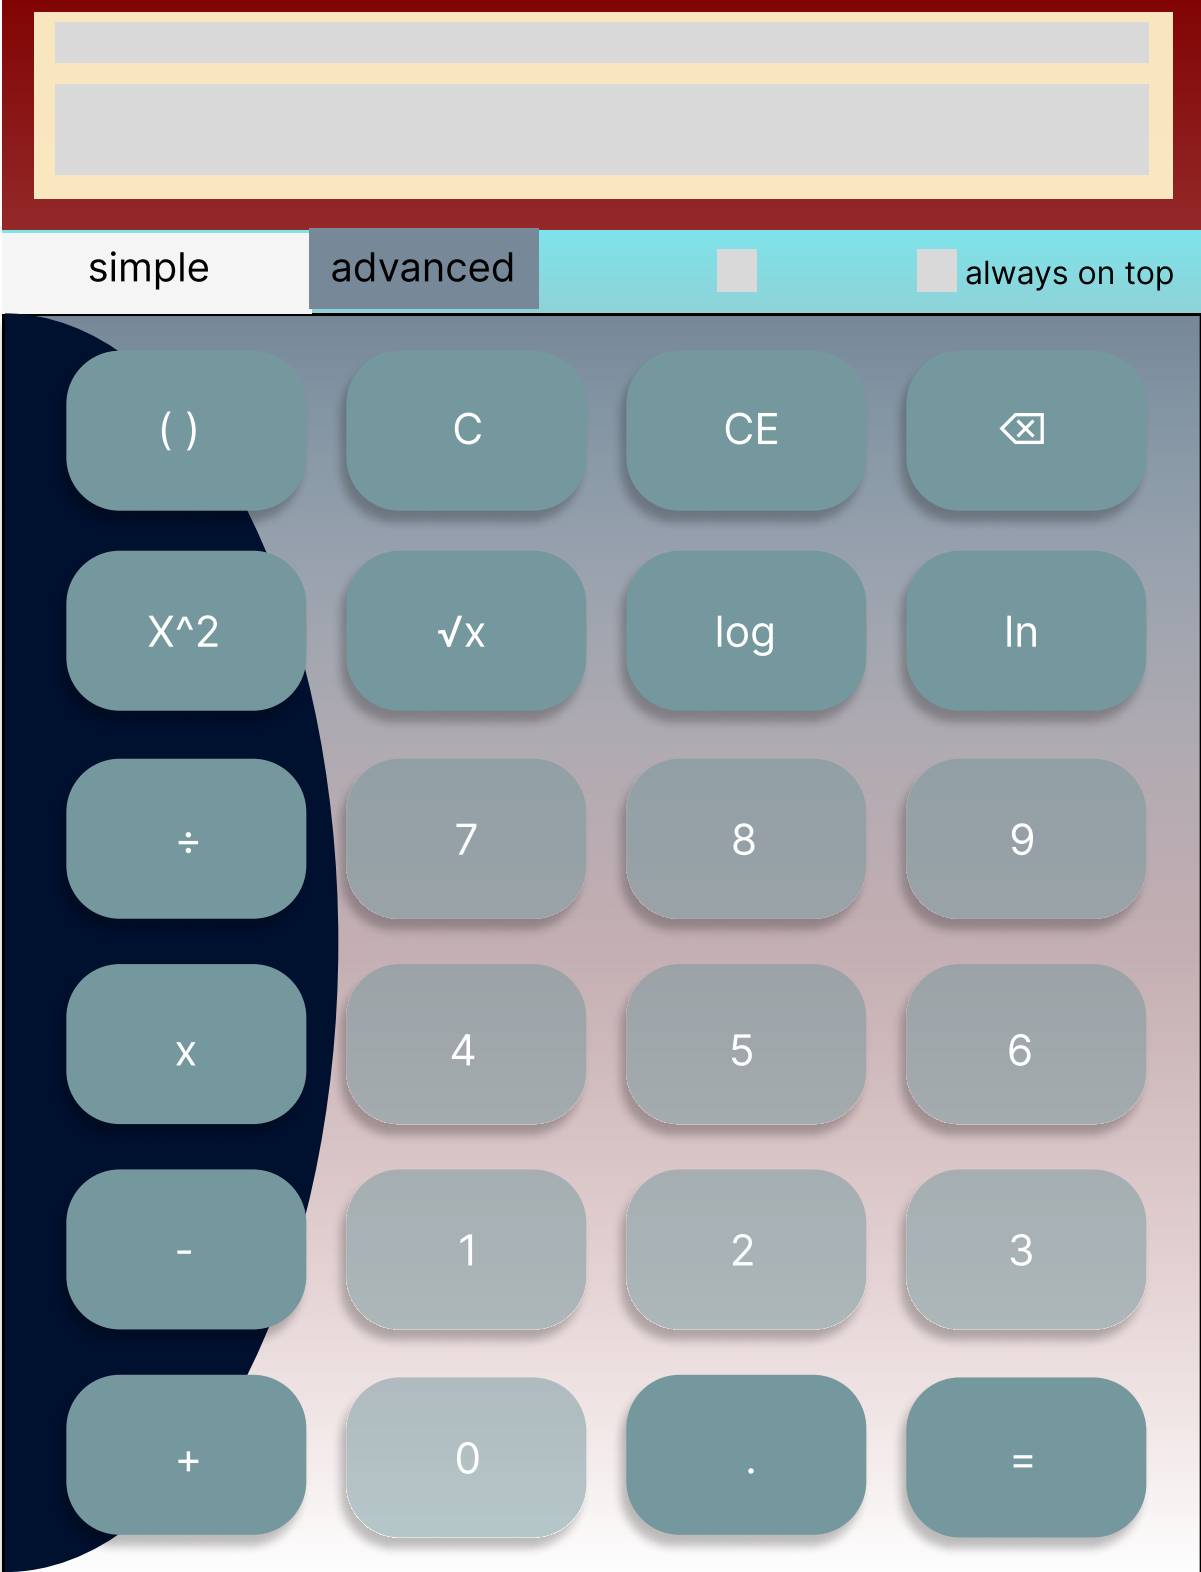 simple advanced always on top
( ) C CE ⌫
X^2 √x log ln
÷ 7 8 9
x 4 5 6
- 1 2 3
+ 0 . =